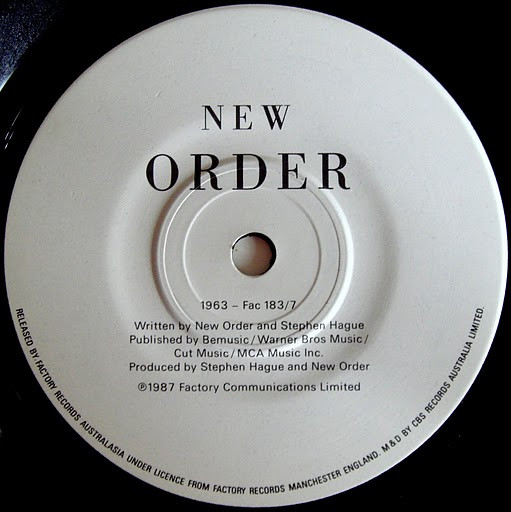 NEW
ORDER
1963 – Fac 183/7
Written by New Order and Stephen Hague
Published by Bemusic/Warner Bros Music/
Cut Music/MCA Music Inc.
Produced by Stephen Hague and New Order
℗1987 Factory Communications Limited
RELEASED BY FACTORY RECORDS AUSTRALASIA UNDER LICENCE FROM FACTORY RECORDS MANCHESTER ENGLAND. M&D BY CBS RECORDS AUSTRALIA LIMITED.